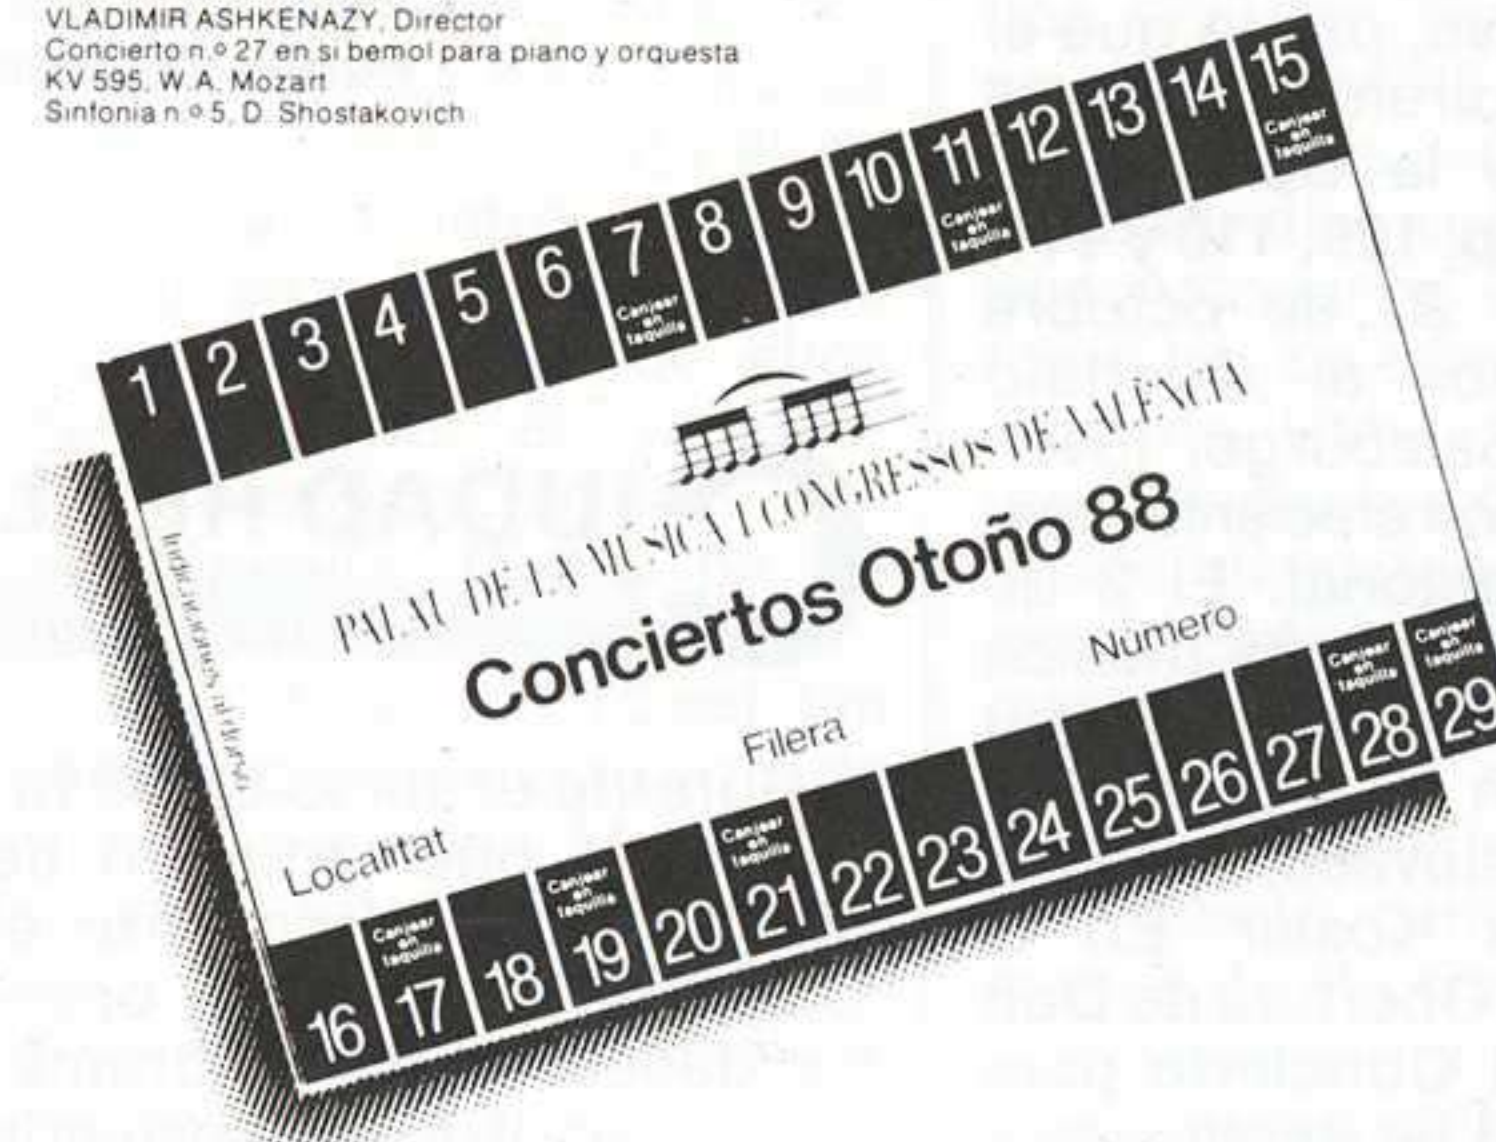 VLADIMIR ASHKENAZY, Director
Concierto n.º 27 en si bemol para piano y orquesta
KV 595, W.A. Mozart
Sinfonia n.º 5, D. Shostakovich
1 2 3 4 5 6 7 8 9 10 11 12 13 14 15
Canjear en taquilla
Canjear en taquilla
Canjear en taquilla
PALAU DE LA MÚSICA I CONGRESSOS DE VALÈNCIA
Conciertos Otoño 88
Indicaciones al dorso
Localitat Filera Número
Canjear en taquilla
Canjear en taquilla
Canjear en taquilla
Canjear en taquilla
Canjear en taquilla
16 17 18 19 20 21 22 23 24 25 26 27 28 29